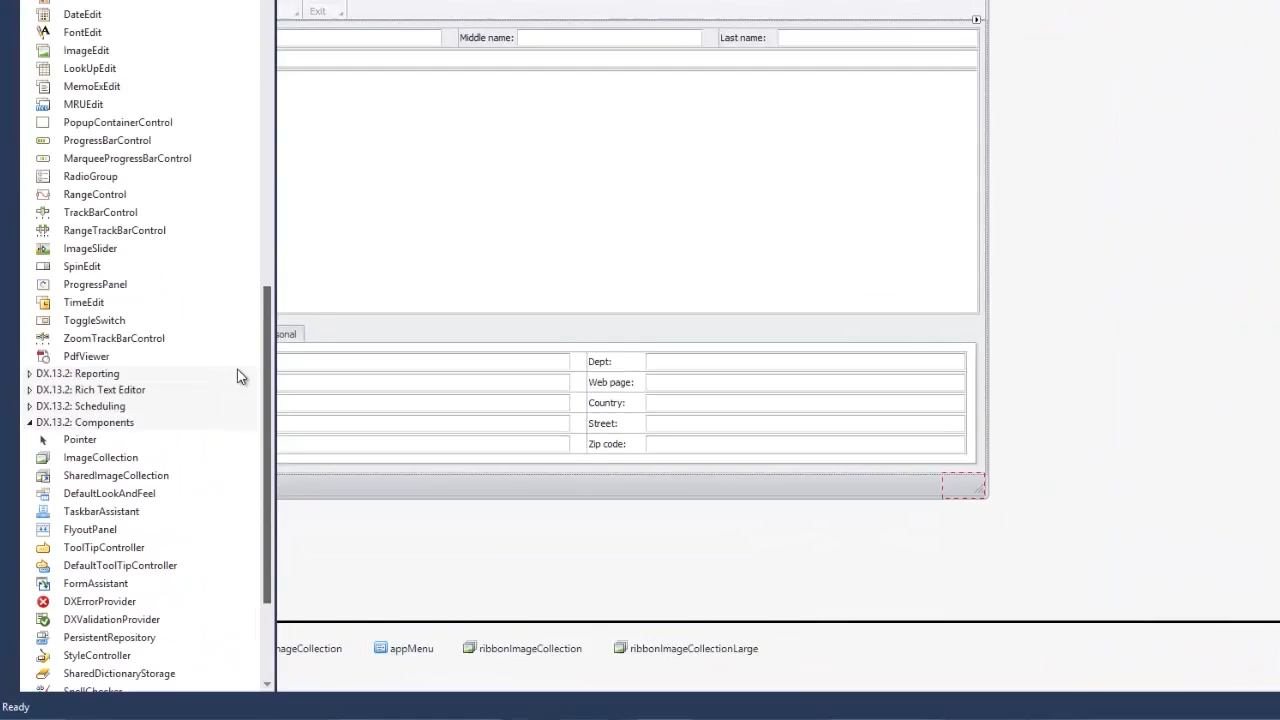 DateEdit
FontEdit
ImageEdit
LookUpEdit
MemoExEdit
MRUEdit
PopupContainerControl
ProgressBarControl
MarqueeProgressBarControl
RadioGroup
RangeControl
TrackBarControl
RangeTrackBarControl
ImageSlider
SpinEdit
ProgressPanel
TimeEdit
ToggleSwitch
ZoomTrackBarControl
PdfViewer
DX.13.2: Reporting
DX.13.2: Rich Text Editor
DX.13.2: Scheduling
DX.13.2: Components
Pointer
ImageCollection
SharedImageCollection
DefaultLookAndFeel
TaskbarAssistant
FlyoutPanel
ToolTipController
DefaultToolTipController
FormAssistant
DXErrorProvider
DXValidationProvider
PersistentRepository
StyleController
SharedDictionaryStorage
SpellChecker
Exit
Middle name: Last name:
sonal
Dept:
Web page:
Country:
Street:
Zip code:
nageCollection appMenu ribbonImageCollection ribbonImageCollectionLarge
Ready